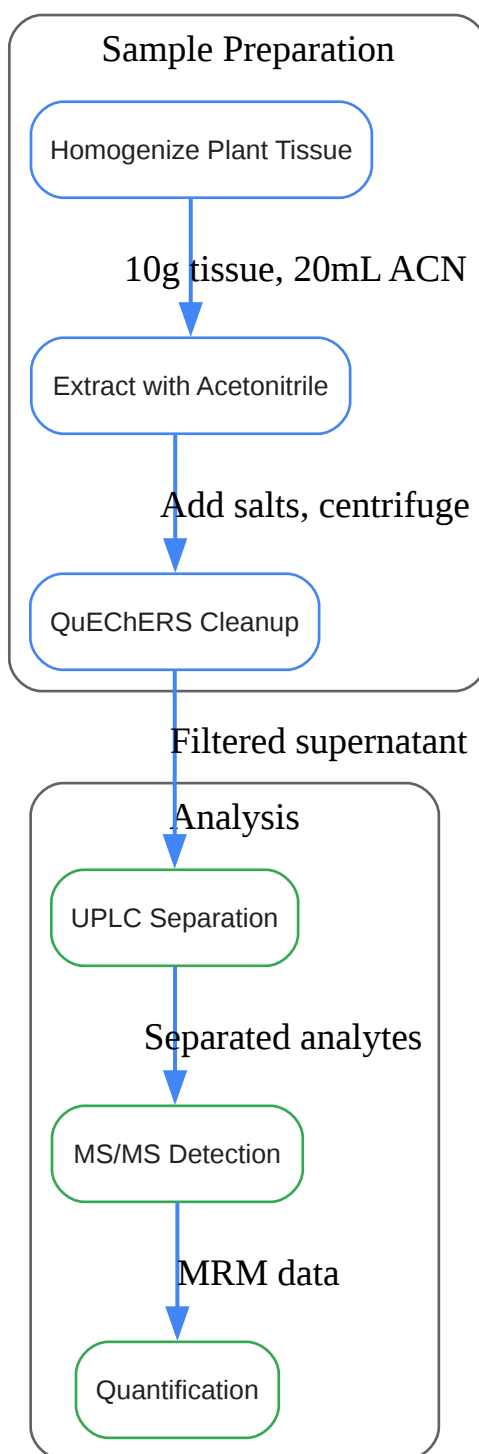 Sample Preparation
Homogenize Plant Tissue
10g tissue, 20mL ACN
Extract with Acetonitrile
Add salts, centrifuge
QuEChERS Cleanup
Filtered supernatant
Analysis
UPLC Separation
Separated analytes
MS/MS Detection
MRM data
Quantification